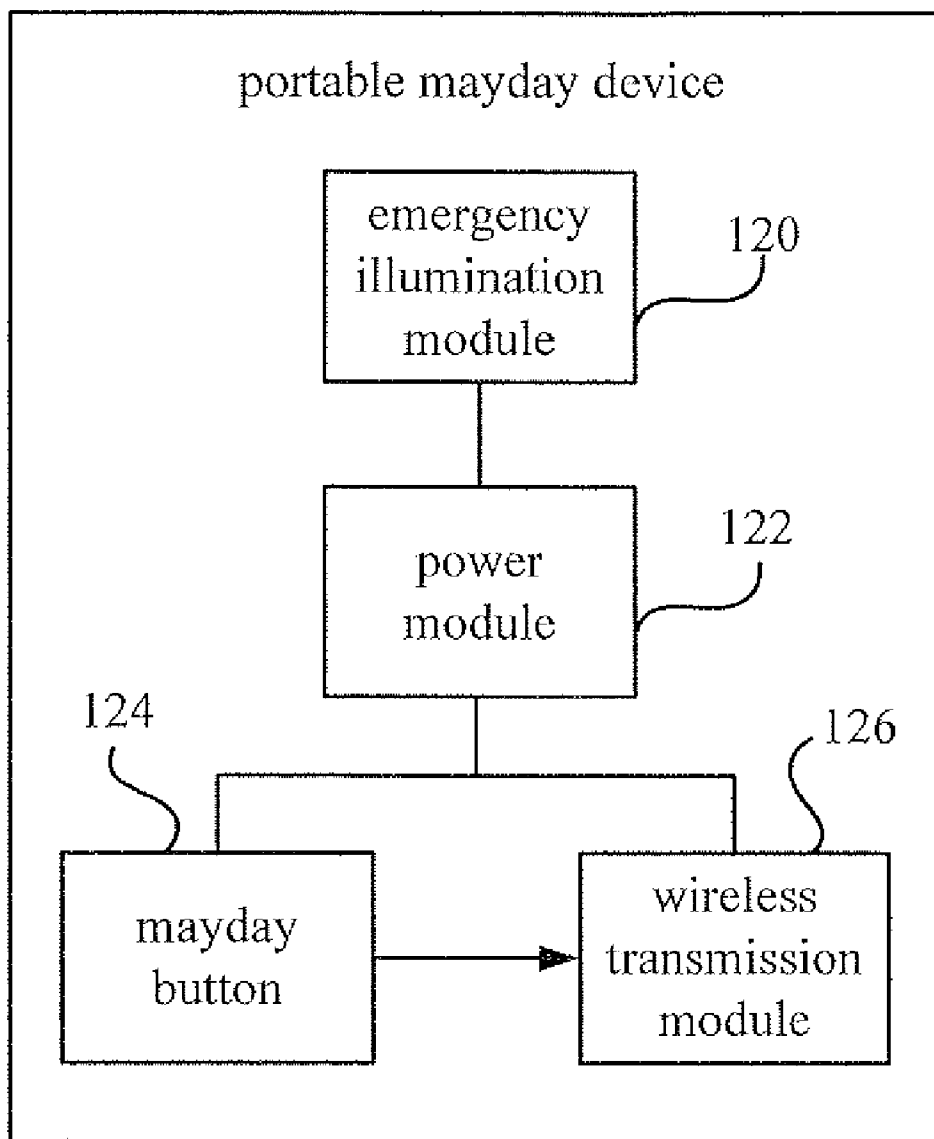 portable mayday device
emergency
illumination
module
120
power
module
122
124
126
mayday
button
wireless
transmission
module